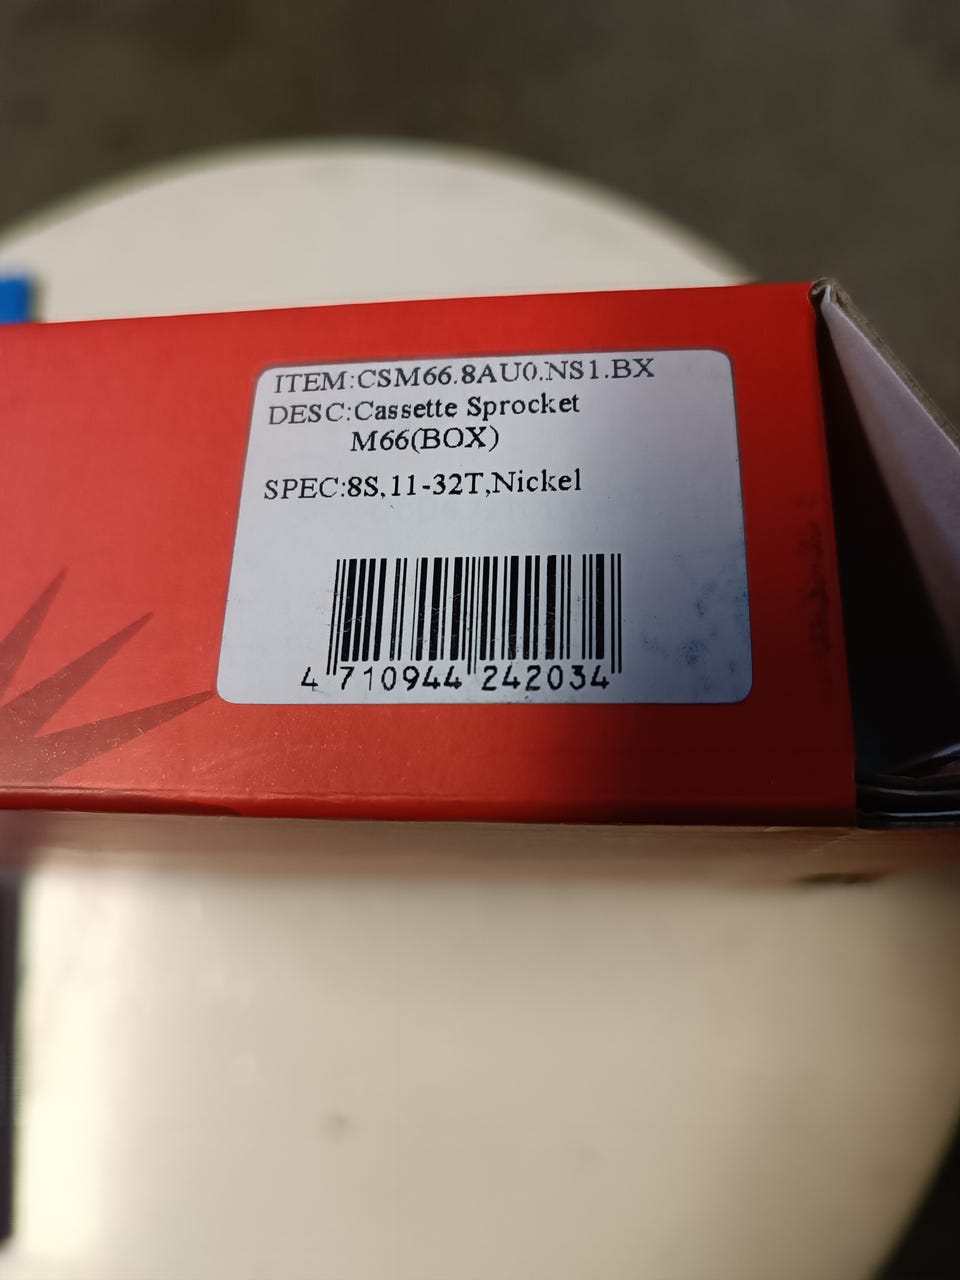 ITEM:CSM66.8AU0.NS1.BX
DESC:Cassette Sprocket
M66(BOX)
SPEC:8S,11-32T,Nickel
4 710944 242034